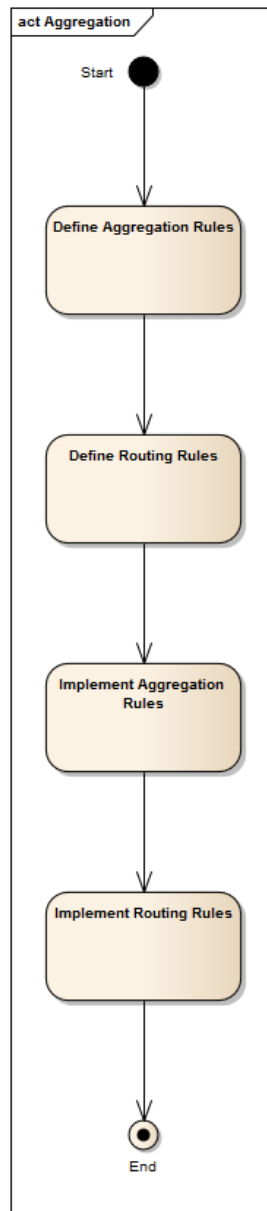 act Aggregation
Start
Define Aggregation Rules
Define Routing Rules
Implement Aggregation
Rules
Implement Routing Rules
End